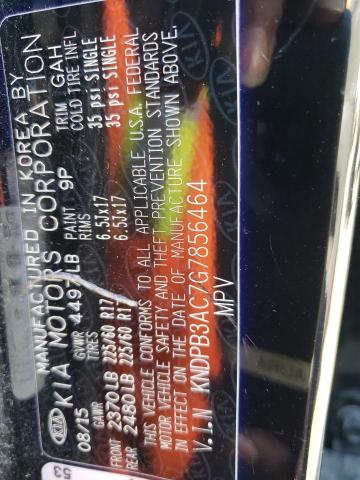 MANUFACTURED IN KOREA BY
KIA KIA MOTORS CORPORATION
08/15 GVWR 4497LB PAINT 9P TRIM GAH
GAWR TIRES RIMS COLD TIRE INFL
FRONT 2370LB 225/60 R17 6.5Jx17 35 psi SINGLE
REAR 2480LB 225/60 R17 6.5Jx17 35 psi SINGLE
THIS VEHICLE CONFORMS TO ALL APPLICABLE U.S.A. FEDERAL
MOTOR VEHICLE SAFETY AND THEFT PREVENTION STANDARDS
IN EFFECT ON THE DATE OF MANUFACTURE SHOWN ABOVE.
V.I.N KNDPB3AC7G7856464
MPV
53